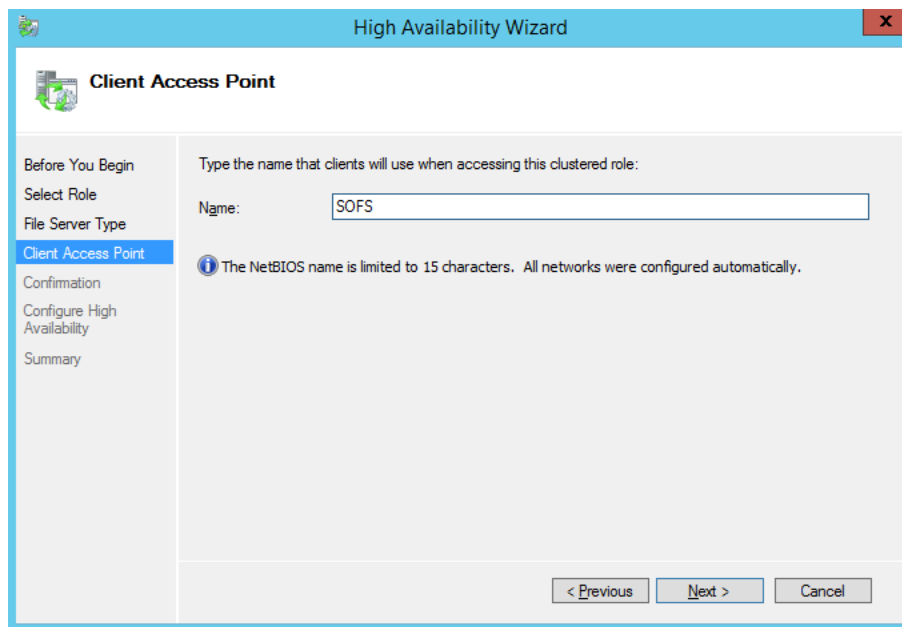 High Availability Wizard
x
Client Access Point
Before You Begin
Select Role
File Server Type
Client Access Point
Confirmation
Configure High
Availability
Summary
Type the name that clients will use when accessing this clustered role:
Name: SOFS
The NetBIOS name is limited to 15 characters. All networks were configured automatically.
< Previous Next > Cancel